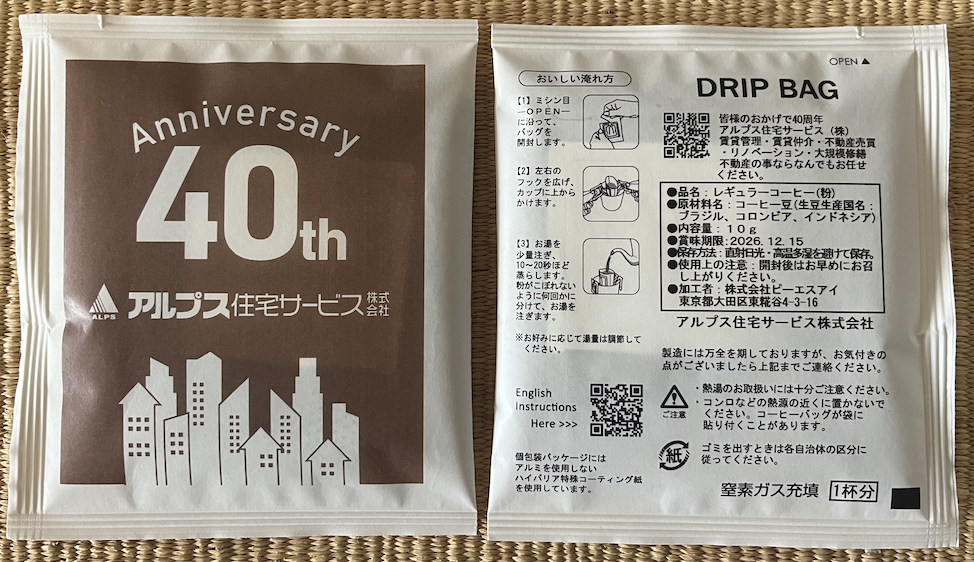 Anniversary
40th
ALPS
アルプス住宅サービス株式会社
OPEN▲
DRIP BAG
おいしい淹れ方
【1】ミシン目
―OPEN―
に沿って、
バッグを
開封します。
【2】左右の
フックを広げ、
カップに上から
かけます。
【3】お湯を
少量注ぎ、
10〜20秒ほど
蒸らします。
粉がこぼれない
ように何回かに
分けて、お湯を
注ぎます。
※お好みに応じて湯量は調節して
ください。
English
Instructions
Here >>>
個包装パッケージには
アルミを使用しない
ハイバリア特殊コーティング紙
を使用しています。
皆様のおかげで40周年
アルプス住宅サービス（株）
賃貸管理・賃貸仲介・不動産売買
・リノベーション・大規模修繕
不動産の事ならなんでもお任せ
ください。
●品名：レギュラーコーヒー（粉）
●原材料名：コーヒー豆（生豆生産国名：
ブラジル、コロンビア、インドネシア）
●内容量：10g
●賞味期限:2026.12.15
●保存方法：直射日光・高温多湿を避けて保存。
●使用上の注意：開封後はお早めにお召
し上がりください。
●加工者：株式会社ピーエスアイ
東京都大田区東糀谷4-3-16
アルプス住宅サービス株式会社
製造には万全を期しておりますが、お気付きの
点がございましたら上記までご連絡ください。
ご注意
・熱湯のお取扱いには十分ご注意ください。
・コンロなどの熱源の近くに置かないで
ください。コーヒーバッグが袋に
貼り付くことがあります。
紙
ゴミを出すときは各自治体の区分に
従ってください。
窒素ガス充填 1杯分